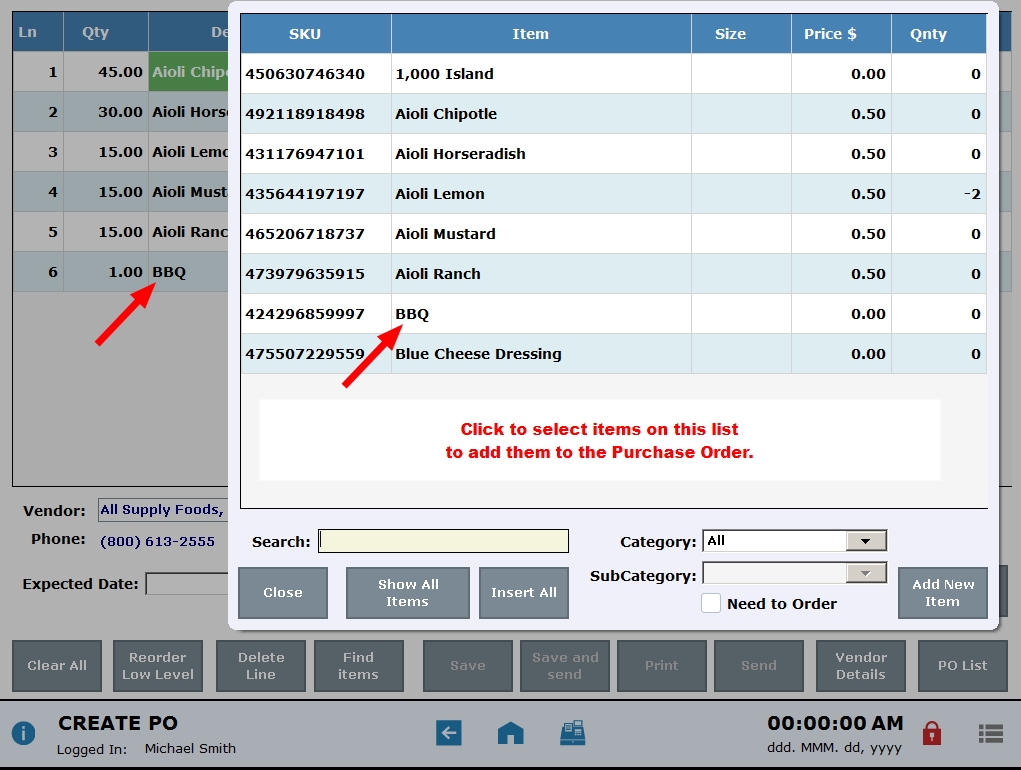 Ln Qty De
1 45.00 Aioli Chip
2 30.00 Aioli Horse
3 15.00 Aioli Lemo
4 15.00 Aioli Must
5 15.00 Aioli Ranc
6 1.00 BBQ
SKU Item Size Price $ Qnty
450630746340 1,000 Island 0.00 0
492118918498 Aioli Chipotle 0.50 0
431176947101 Aioli Horseradish 0.50 0
435644197197 Aioli Lemon 0.50 -2
465206718737 Aioli Mustard 0.50 0
473979635915 Aioli Ranch 0.50 0
424296859997 BBQ 0.00 0
475507229559 Blue Cheese Dressing 0.00 0
Click to select items on this list
to add them to the Purchase Order.
Search: Category: All
SubCategory:
Need to Order
Close
Show All
Items
Insert All
Add New
Item
Vendor: All Supply Foods,
Phone: (800) 613-2555
Expected Date:
Clear All
Reorder
Low Level
Delete
Line
Find
items
Save
Save and
send
Print
Send
Vendor
Details
PO List
CREATE PO
Logged In: Michael Smith
00:00:00 AM
ddd. MMM. dd, yyyy